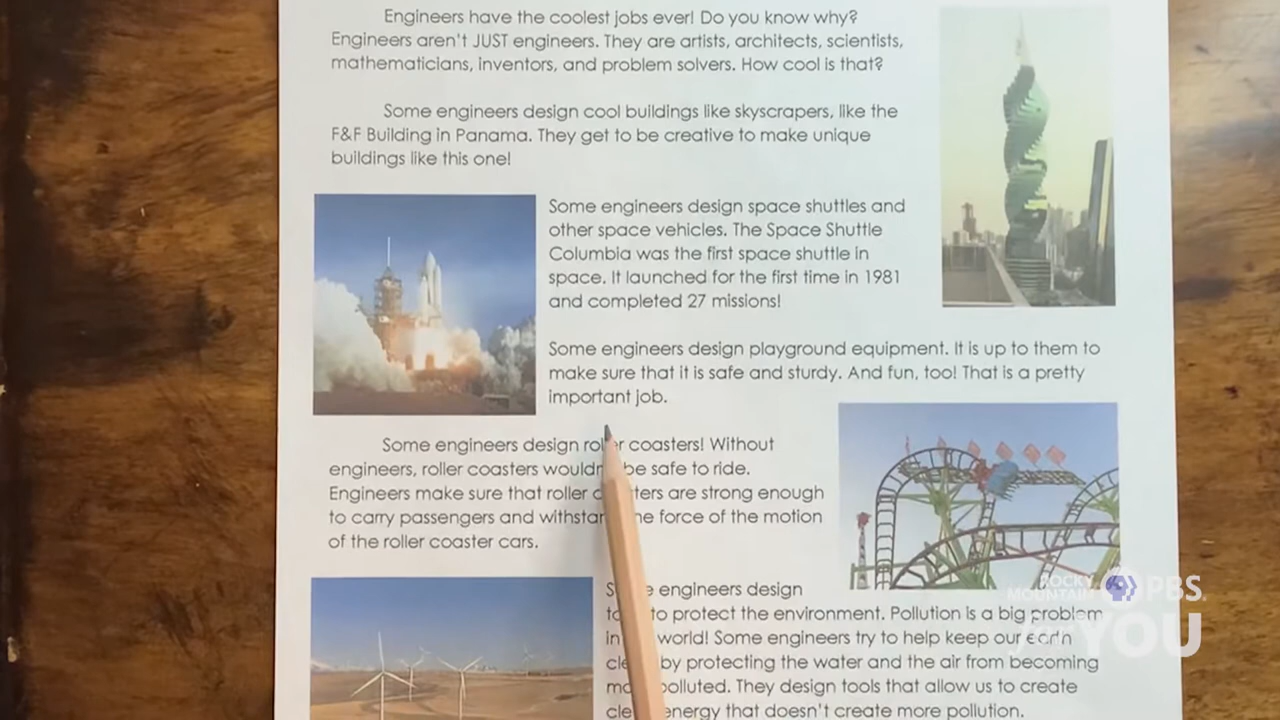 Engineers have the coolest jobs ever! Do you know why?
Engineers aren't JUST engineers. They are artists, architects, scientists,
mathematicians, inventors, and problem solvers. How cool is that?
Some engineers design cool buildings like skyscrapers, like the
F&F Building in Panama. They get to be creative to make unique
buildings like this one!
Some engineers design space shuttles and
other space vehicles. The Space Shuttle
Columbia was the first space shuttle in
space. It launched for the first time in 1981
and completed 27 missions!
Some engineers design playground equipment. It is up to them to
make sure that it is safe and sturdy. And fun, too! That is a pretty
important job.
Some engineers design roller coasters! Without
engineers, roller coasters be safe to ride.
Engineers make sure that roller are strong enough
to carry passengers and force of the motion
of the roller coaster cars.
engineers design
to protect the environment. Pollution is a big problem
in world! Some engineers try to help keep our earth
by protecting the water and the air from becoming
polluted. They design tools that allow us to create
energy that doesn't create more pollution.
ROCKY MOUNTAIN PBS.
for YOU